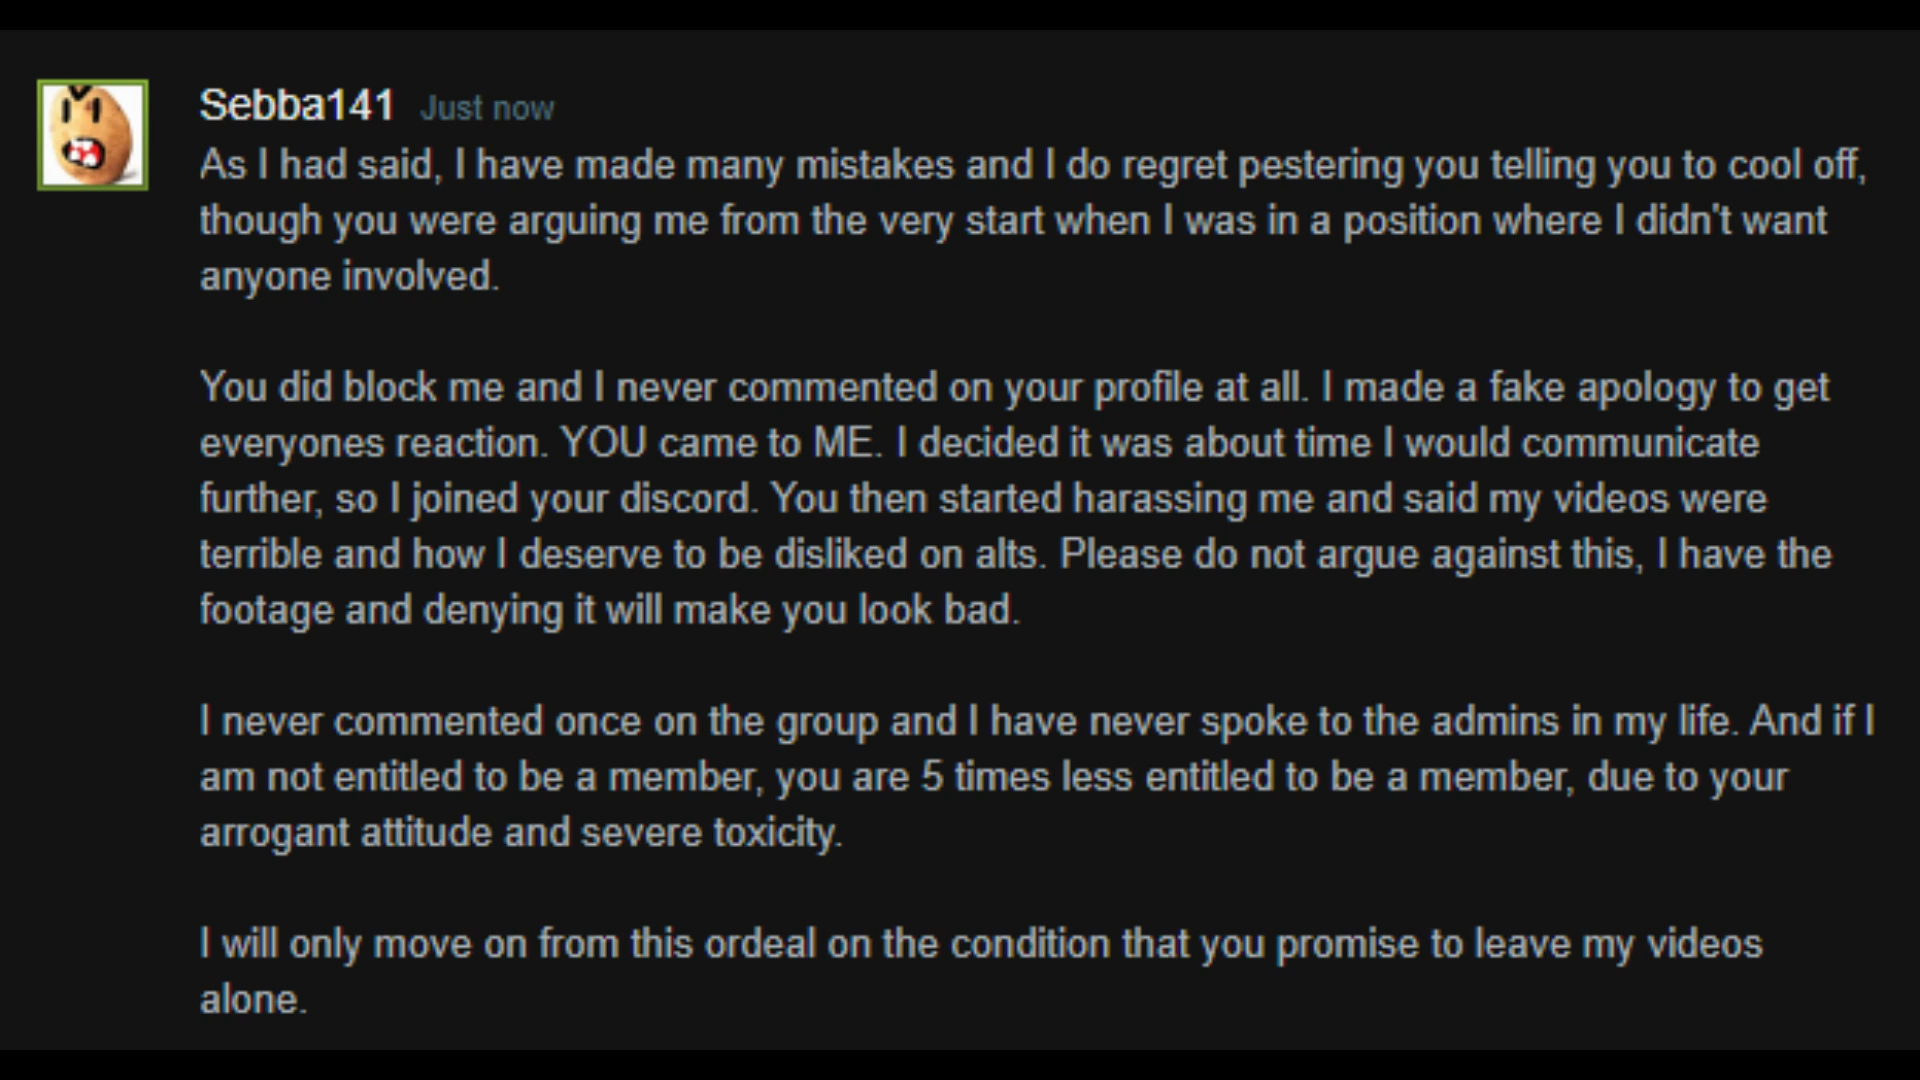 Sebba141 Just now
As I had said, I have made many mistakes and I do regret pestering you telling you to cool off,
though you were arguing me from the very start when I was in a position where I didn't want
anyone involved.
You did block me and I never commented on your profile at all. I made a fake apology to get
everyones reaction. YOU came to ME. I decided it was about time I would communicate
further, so I joined your discord. You then started harassing me and said my videos were
terrible and how I deserve to be disliked on alts. Please do not argue against this, I have the
footage and denying it will make you look bad.
I never commented once on the group and I have never spoke to the admins in my life. And if I
am not entitled to be a member, you are 5 times less entitled to be a member, due to your
arrogant attitude and severe toxicity.
I will only move on from this ordeal on the condition that you promise to leave my videos
alone.